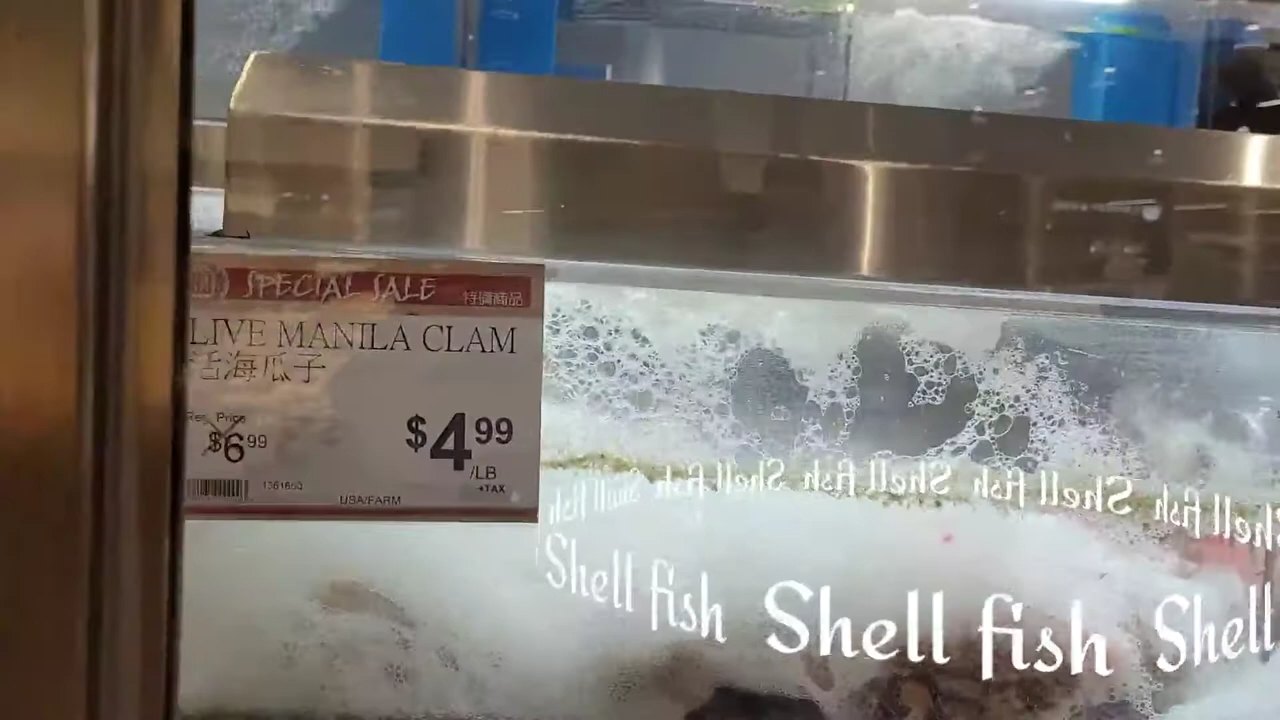 SPECIAL SALE 特價商品
LIVE MANILA CLAM
活海瓜子
Reg. Price
$6.99
$4.99
/LB
+TAX
USA/FARM
Shell fish Shell fish Shell fish Shell fish Shell
Shell fish Shell fish Shell